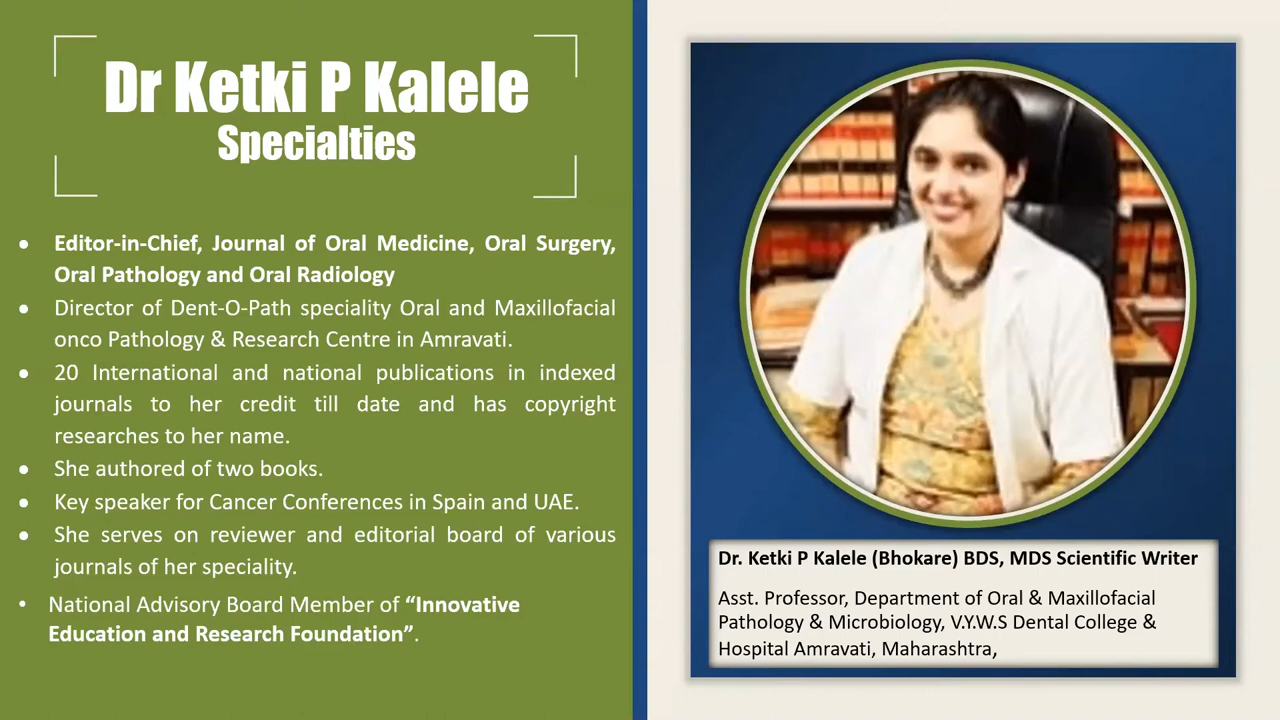 Dr Ketki P Kalele
Specialties
• Editor-in-Chief, Journal of Oral Medicine, Oral Surgery,
Oral Pathology and Oral Radiology
• Director of Dent-O-Path speciality Oral and Maxillofacial
onco Pathology & Research Centre in Amravati.
• 20 International and national publications in indexed
journals to her credit till date and has copyright
researches to her name.
• She authored of two books.
• Key speaker for Cancer Conferences in Spain and UAE.
• She serves on reviewer and editorial board of various
journals of her speciality.
• National Advisory Board Member of “Innovative
Education and Research Foundation”.
Dr. Ketki P Kalele (Bhokare) BDS, MDS Scientific Writer
Asst. Professor, Department of Oral & Maxillofacial
Pathology & Microbiology, V.Y.W.S Dental College &
Hospital Amravati, Maharashtra,